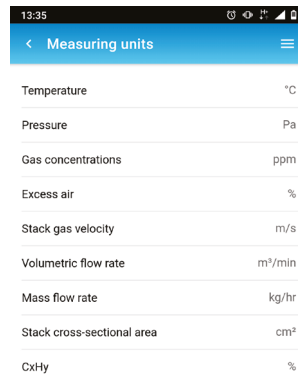 13:35
Measuring units
Temperature °C
Pressure Pa
Gas concentrations ppm
Excess air %
Stack gas velocity m/s
Volumetric flow rate m³/min
Mass flow rate kg/hr
Stack cross-sectional area cm²
CxHy %